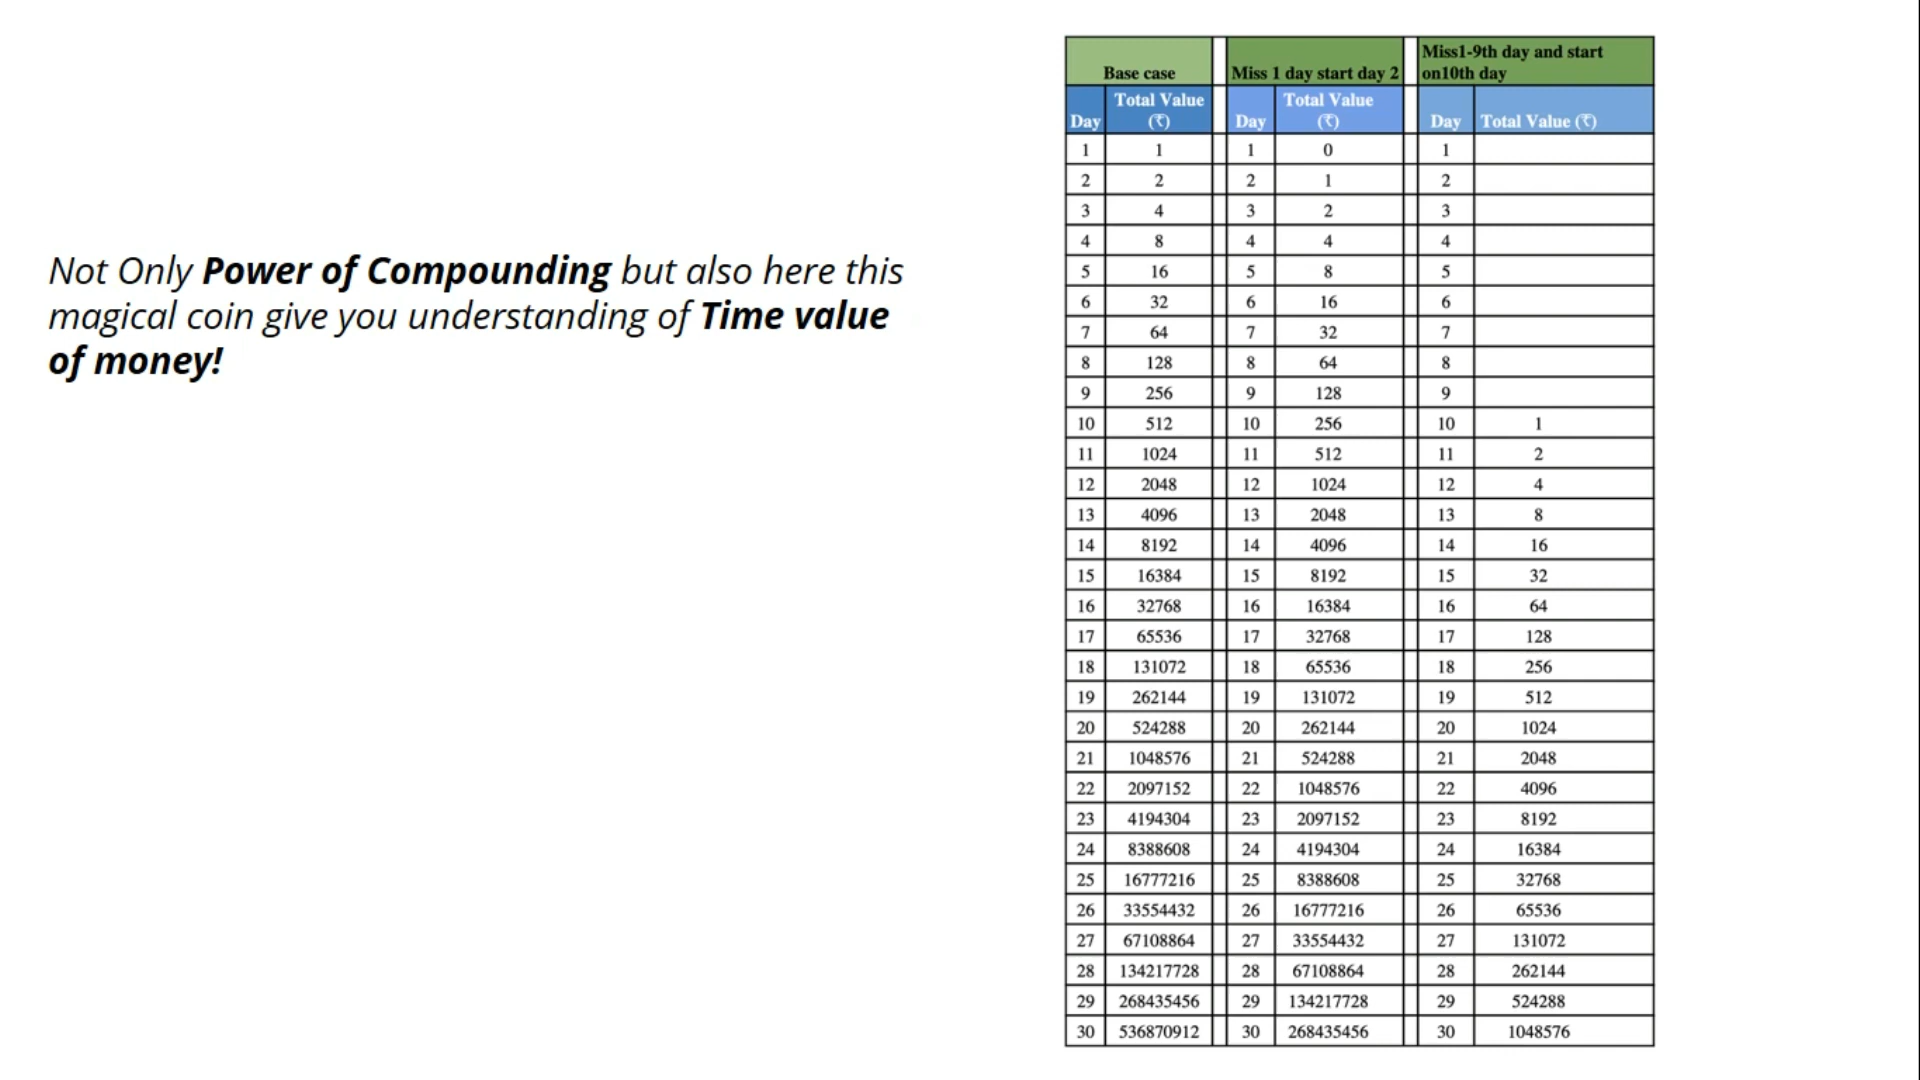 Not Only Power of Compounding but also here this
magical coin give you understanding of Time value
of money!
Base case Miss 1 day start day 2 Miss1-9th day and start
on10th day
Day Total Value (₹) Day Total Value (₹) Day Total Value (₹)
1 1 1 0 1
2 2 2 1 2
3 4 3 2 3
4 8 4 4 4
5 16 5 8 5
6 32 6 16 6
7 64 7 32 7
8 128 8 64 8
9 256 9 128 9
10 512 10 256 10 1
11 1024 11 512 11 2
12 2048 12 1024 12 4
13 4096 13 2048 13 8
14 8192 14 4096 14 16
15 16384 15 8192 15 32
16 32768 16 16384 16 64
17 65536 17 32768 17 128
18 131072 18 65536 18 256
19 262144 19 131072 19 512
20 524288 20 262144 20 1024
21 1048576 21 524288 21 2048
22 2097152 22 1048576 22 4096
23 4194304 23 2097152 23 8192
24 8388608 24 4194304 24 16384
25 16777216 25 8388608 25 32768
26 33554432 26 16777216 26 65536
27 67108864 27 33554432 27 131072
28 134217728 28 67108864 28 262144
29 268435456 29 134217728 29 524288
30 536870912 30 268435456 30 1048576